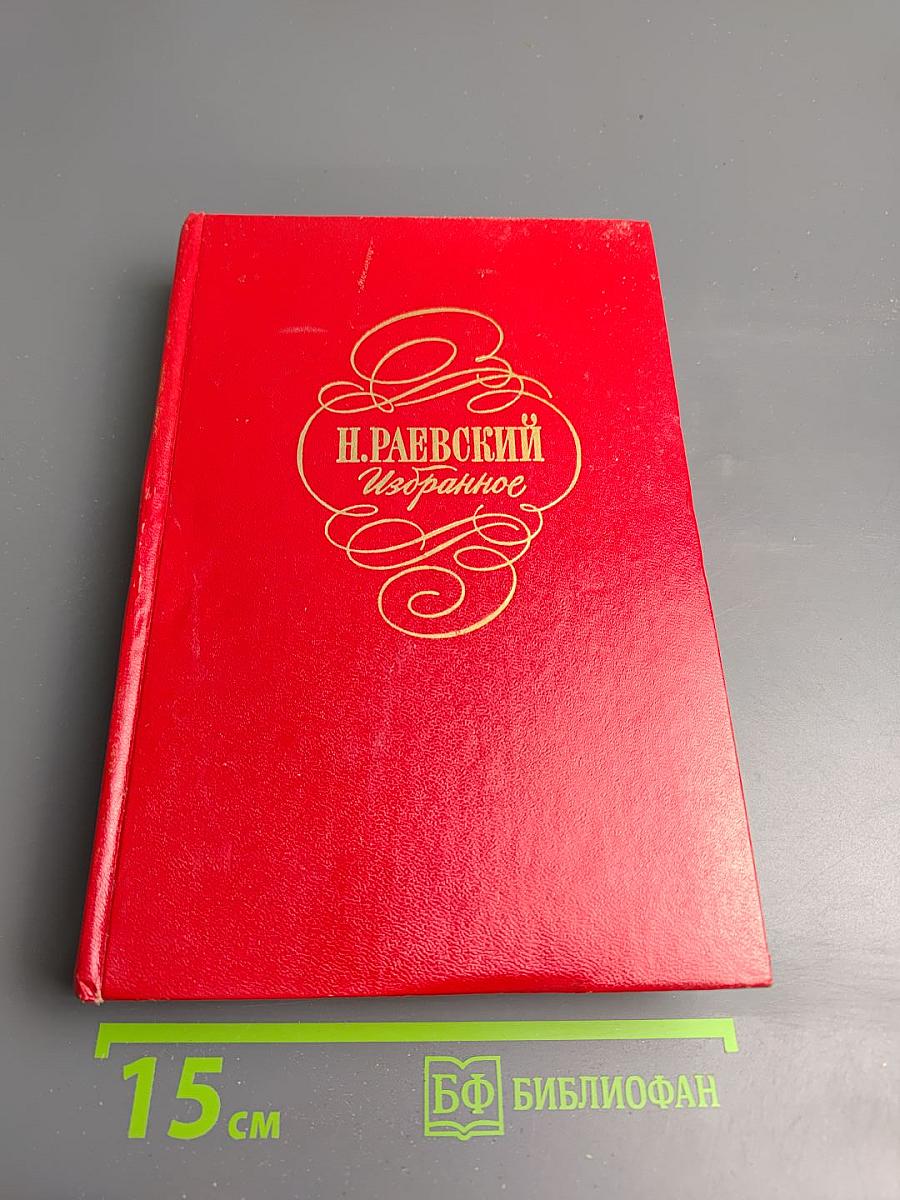 Н.РАЕВСКИЙ
Избранное
15 см
БФ БИБЛИОФАН